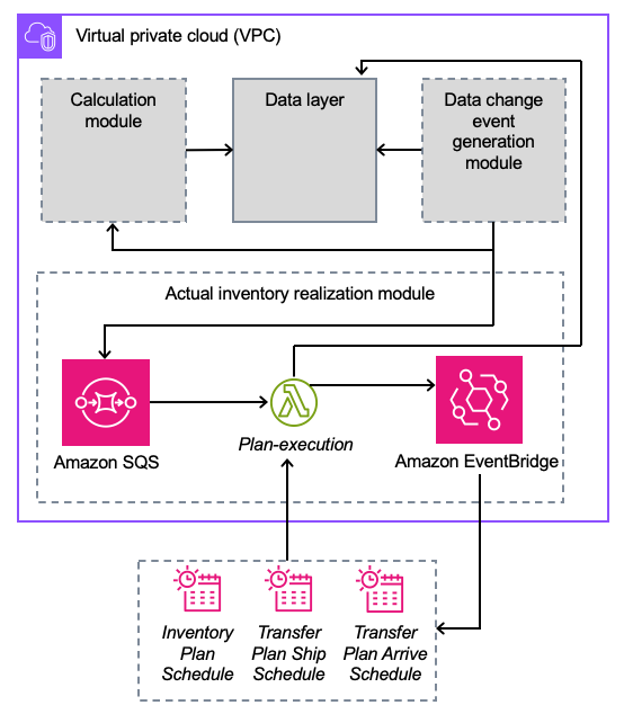 Virtual private cloud (VPC)
Calculation
module
Data layer
Data change
event
generation
module
Actual inventory realization module
Amazon SQS
Plan-execution
Amazon EventBridge
Inventory
Plan
Schedule
Transfer
Plan Ship
Schedule
Transfer
Plan Arrive
Schedule